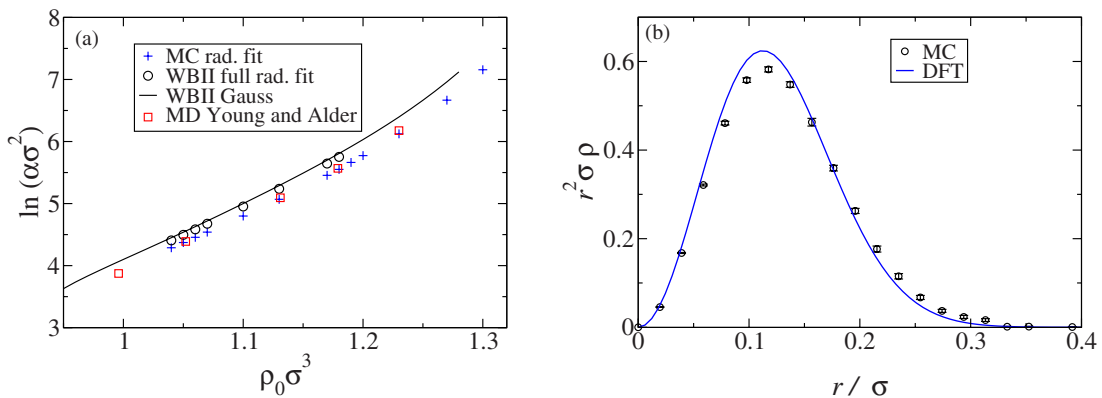 (a)
MC rad. fit
WBII full rad. fit
WBII Gauss
MD Young and Alder
ln (ασ²)
8
7
6
5
4
3
1 1.1 1.2 1.3
ρ₀σ³
(b)
MC
DFT
r²σ ρ
0.6
0.4
0.2
0
0 0.1 0.2 0.3 0.4
r / σ